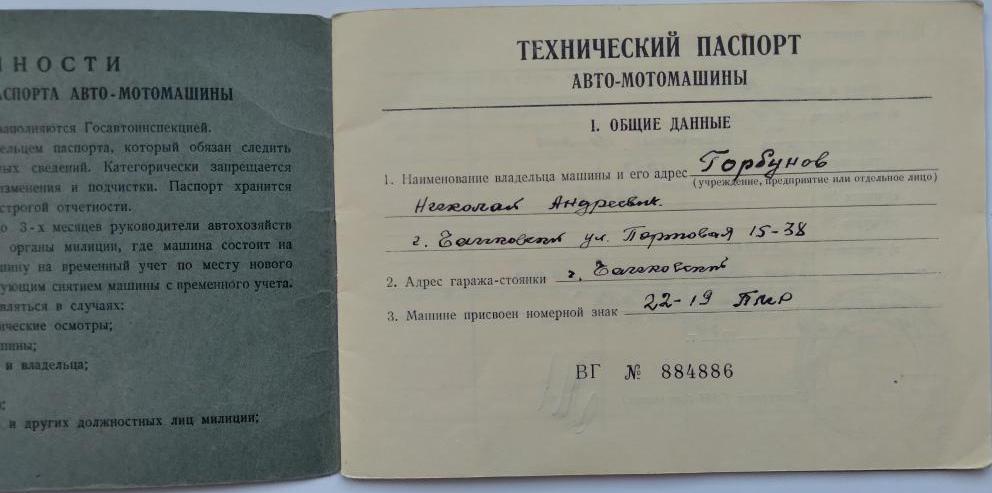 НОСТИ
АСПОРТА АВТО-МОТОМАШИНЫ
заполняются Госавтоинспекцией.
ельцем паспорта, который обязан следить
ных сведений. Категорически запрещается
изменения и подчистки. Паспорт хранится
строгой отчетности.
о 3-х месяцев руководители автохозяйств
органы милиции, где машина состоит на
шину на временный учет по месту нового
ующим снятием машины с временного учета.
вляться в случаях:
ические осмотры;
шины;
и владельца;
и других должностных лиц милиции;
ТЕХНИЧЕСКИЙ ПАСПОРТ
АВТО-МОТОМАШИНЫ
I. ОБЩИЕ ДАННЫЕ
1. Наименование владельца машины и его адрес Горбунов
(учреждение, предприятие или отдельное лицо)
Николай Андреевич.
г. ул. Портовая 15-38
2. Адрес гаража-стоянки г.
3. Машине присвоен номерной знак 22-19 ПМР
ВГ № 884886